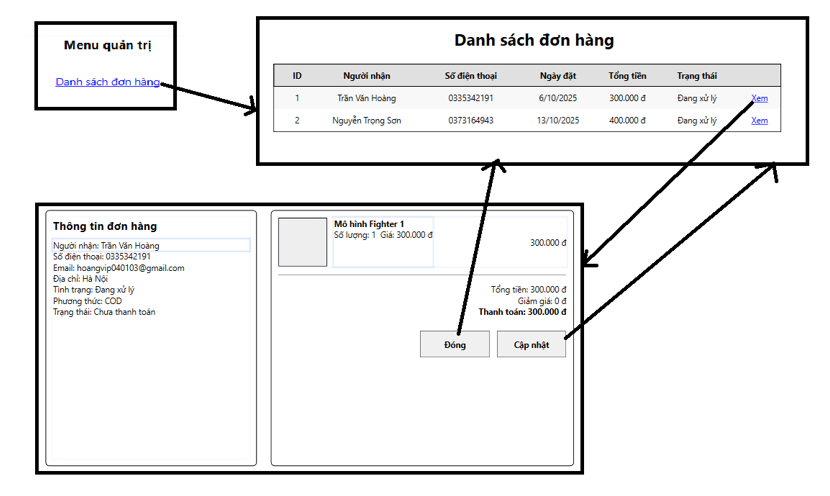 Menu quản trị
Danh sách đơn hàng
Danh sách đơn hàng
ID Người nhận Số điện thoại Ngày đặt Tổng tiền Trạng thái
1 Trần Văn Hoàng 0335342191 6/10/2025 300.000 đ Đang xử lý Xem
2 Nguyễn Trọng Sơn 0373164943 13/10/2025 400.000 đ Đang xử lý Xem
Thông tin đơn hàng
Người nhận: Trần Văn Hoàng
Số điện thoại: 0335342191
Email: hoangvip040103@gmail.com
Địa chỉ: Hà Nội
Tình trạng: Đang xử lý
Phương thức: COD
Trạng thái: Chưa thanh toán
Mô hình Fighter 1
Số lượng: 1 Giá: 300.000 đ
300.000 đ
Tổng tiền: 300.000 đ
Giảm giá: 0 đ
Thanh toán: 300.000 đ
Đóng Cập nhật